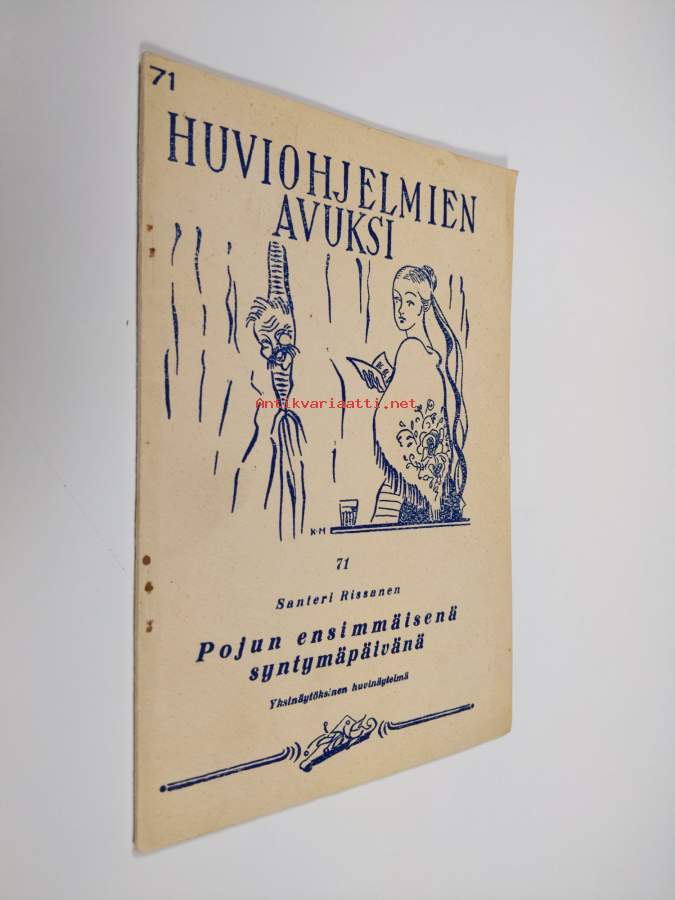 71
HUVIOHJELMIEN
AVUKSI
Antikvariaatti.net
K-M
71
Santeri Rissanen
Pojun ensimmäisenä
syntymäpäivänä
Yksinäytöksinen huvinäytelmä